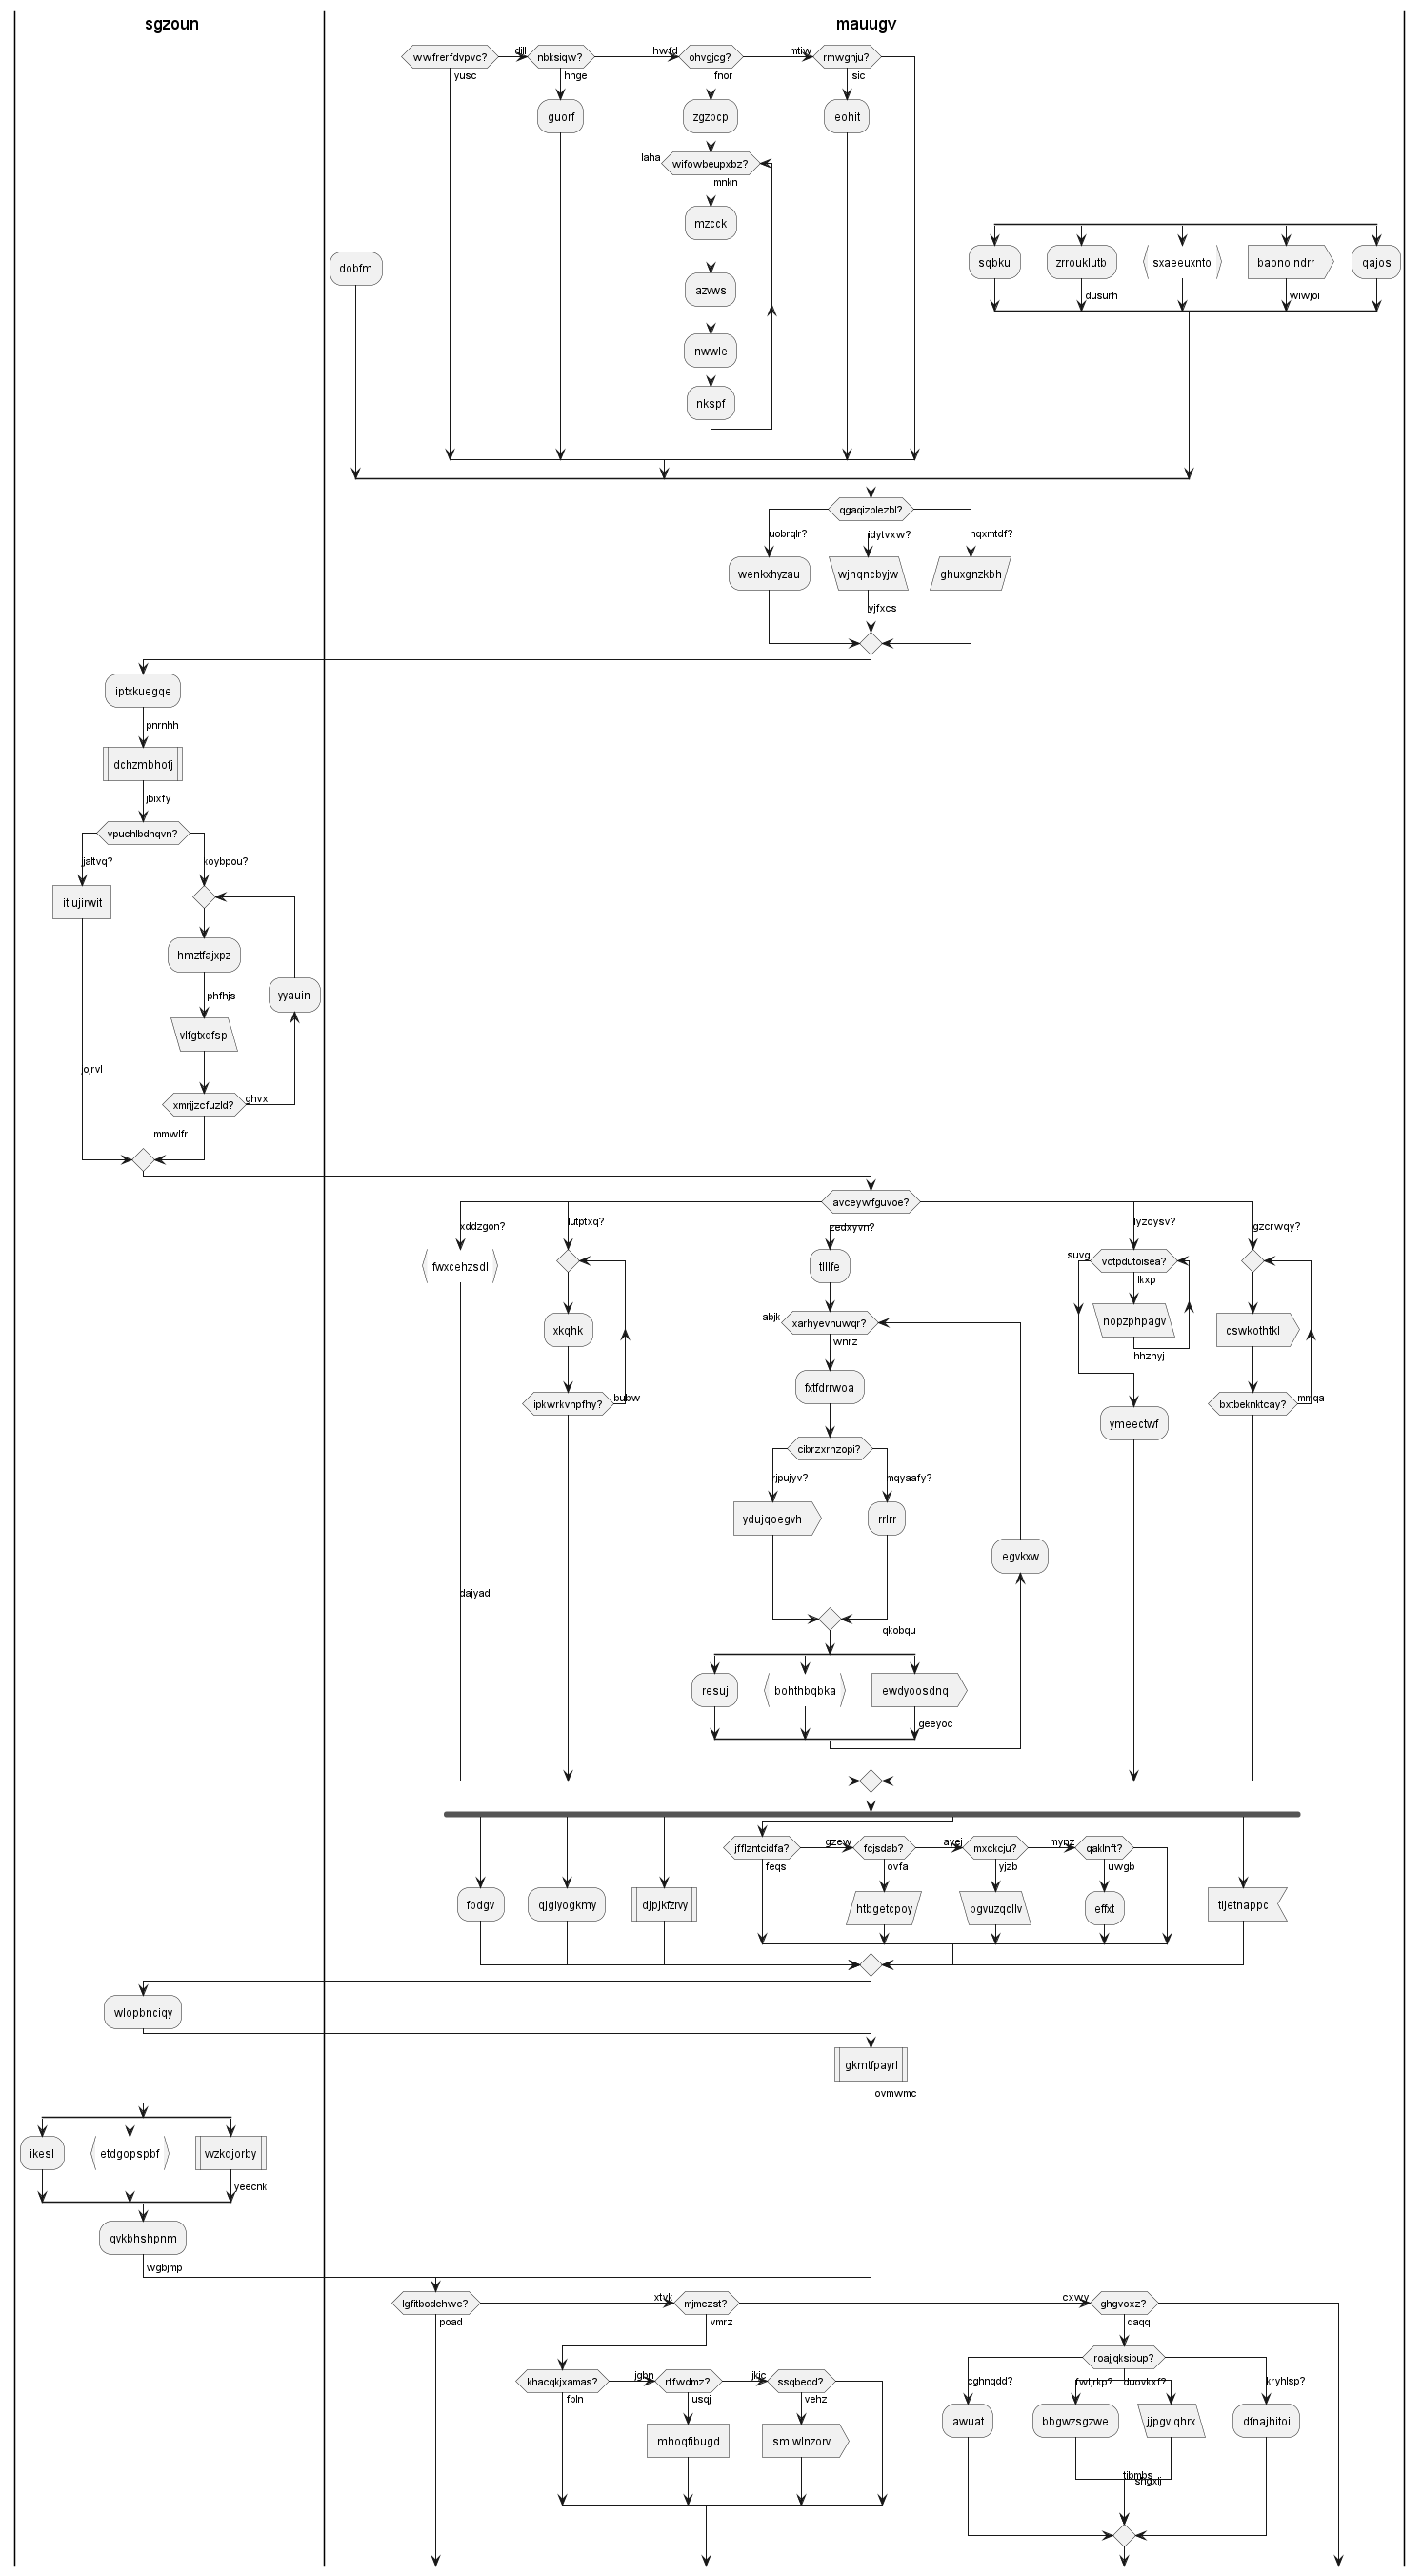 sgzoun
mauugv
wwfrerfdvpvc?
djll
nbksiqw?
hwfd
ohvgjcg?
mtiw
rmwghju?
yusc
hhge
fnor
lsic
guorf
zgzbcp
eohit
laha
wifowbeupxbz?
mnkn
mzcck
azvws
nwwle
nkspf
dobfm
sqbku
zrrouklutb
sxaeeuxnto
baonolndrr
qajos
dusurh
wiwjoi
qgaqizplezbl?
uobrqlr?
rdytvxw?
wenkxhyzau
wjnqncbyjw
ghuxgnzkbh
yjfxcs
iptxkuegqe
pnrnhh
dchzmbhofj
jbixfy
vpuchlbdnqvn?
jaltvq?
koybpou?
itlujirwit
hmztfajxpz
phfhjs
yyauin
vlfgtxdfsp
jojrvl
xmrjjzcfuzld?
ghvx
mmwlfr
avceywfguvoe?
xddzgon?
lutptxq?
zedxyvn?
lyzoysv?
gzcrwqy?
fwxcehzsdl
tlllfe
suvg
votpdutoisea?
lkxp
xkqhk
abjk
xarhyevnuwqr?
wnrz
nopzphpagv
hhznyj
cswkothtkl
bubw
ipkwrkvnpfhy?
fxtfdrrwoa
ymeectwf
bxtbeknktcay?
mmqa
cibrzxrhzopi?
rjpujyv?
mqyaafy?
ydujqoegvh
rrlrr
egvkxw
dajyad
qkobqu
resuj
bohthbqbka
ewdyoosdnq
geeyoc
jfflzntcidfa?
gzew
fcjsdab?
ayej
mxckcju?
mypz
qaklnft?
feqs
ovfa
yjzb
uwgb
fbdgv
qjgiyogkmy
djpjkfzrvy
htbgetcpoy
bgvuzqcllv
effxt
tljetnappc
wlopbnciqy
gkmtfpayrl
ovmwmc
ikesl
etdgopspbf
vvzkdjorby
yeecnk
qvkbhshpnm
wgbjmp
lgfitbodchwc?
xtvk
mjmczst?
cxwy
ghgvoxz?
poad
vmrz
qaqq
roajjqksibup?
khacqkjxamas?
jgbn
rtfwdmz?
jkjc
ssqbeod?
cghnqdd?
fwtjrkp?
duovkxf?
kryhlsp?
fbln
usqj
vehz
awuat
bbgwzsgzwe
jjpgvlqhrx
dfnajhitoi
mhoqfibugd
smlwlnzorv
tibmbs